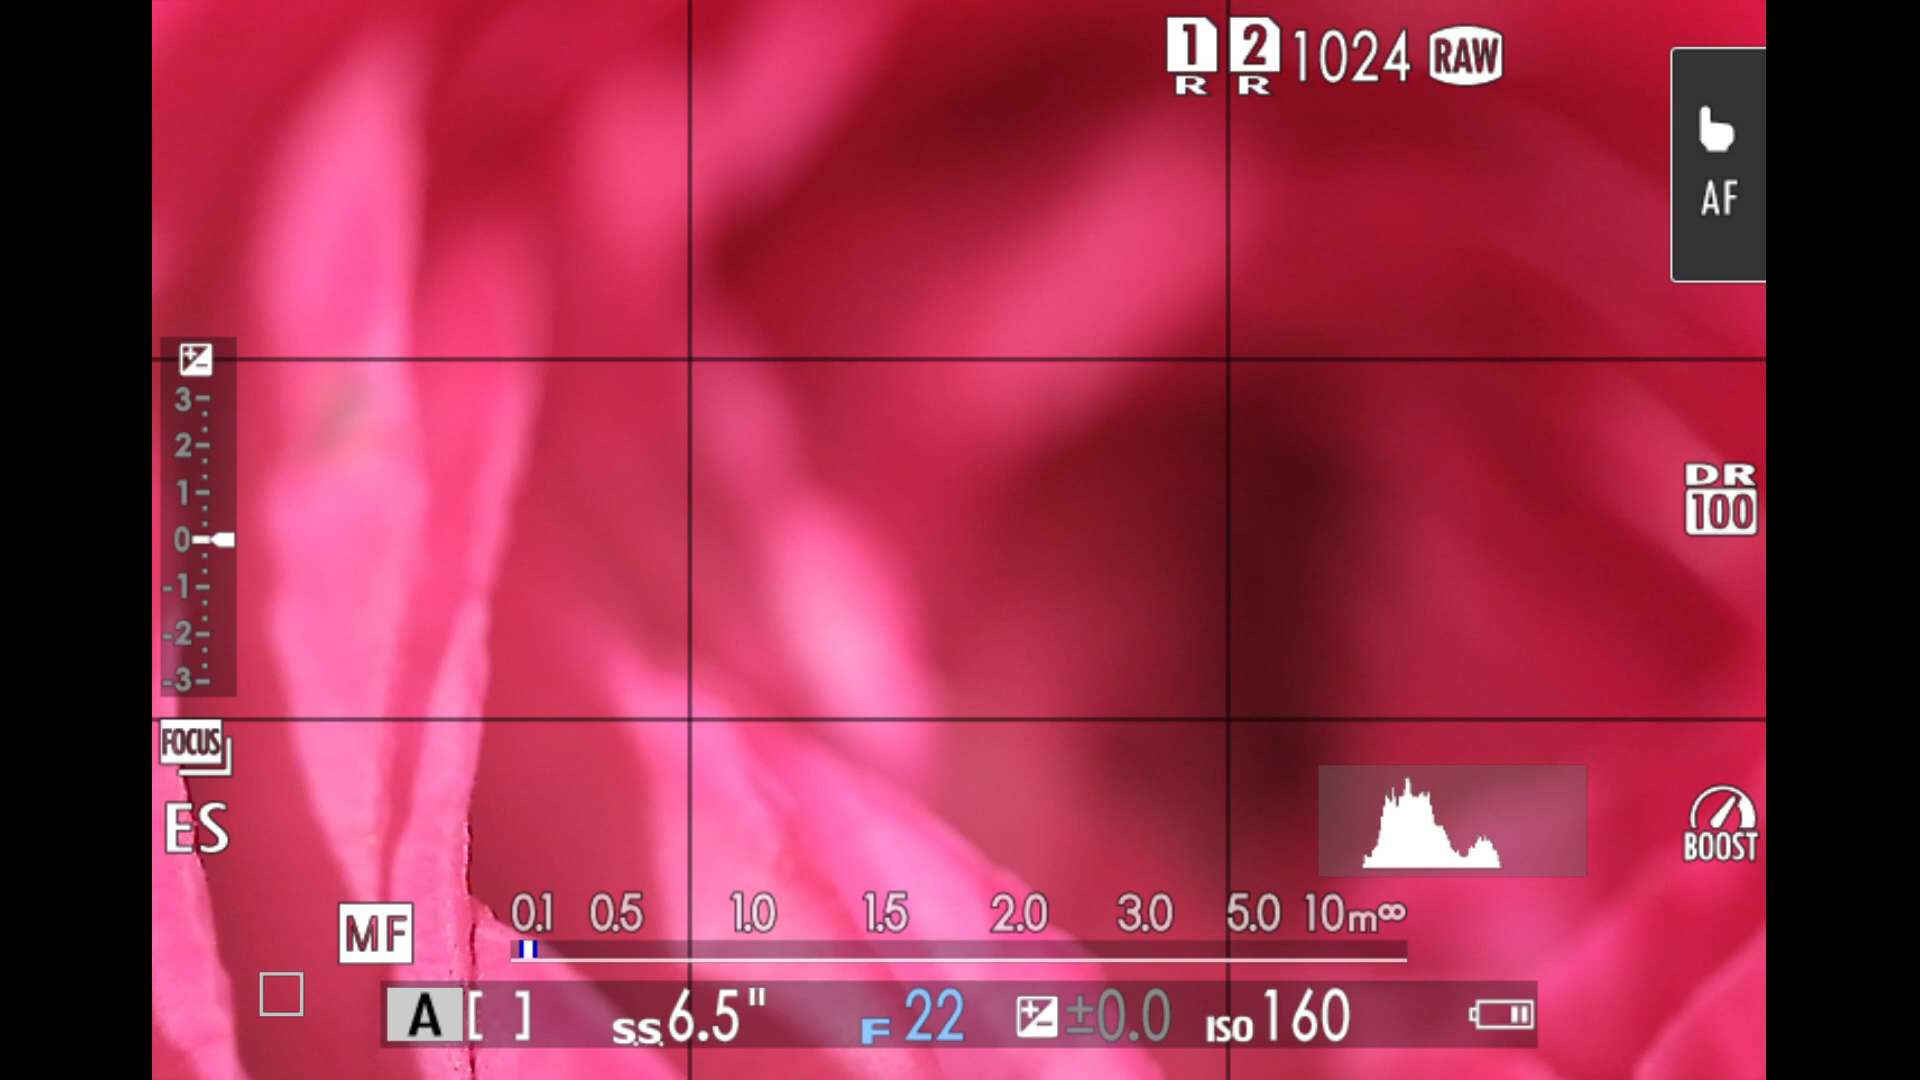 1 R 2 R 1024 RAW
AF
3
2
1
0
-1
-2
-3
DR
100
FOCUS
ES
BOOST
MF
0.1 0.5 1.0 1.5 2.0 3.0 5.0 10m∞
A [ ] S.S. 6.5" F 22 ±0.0 ISO 160